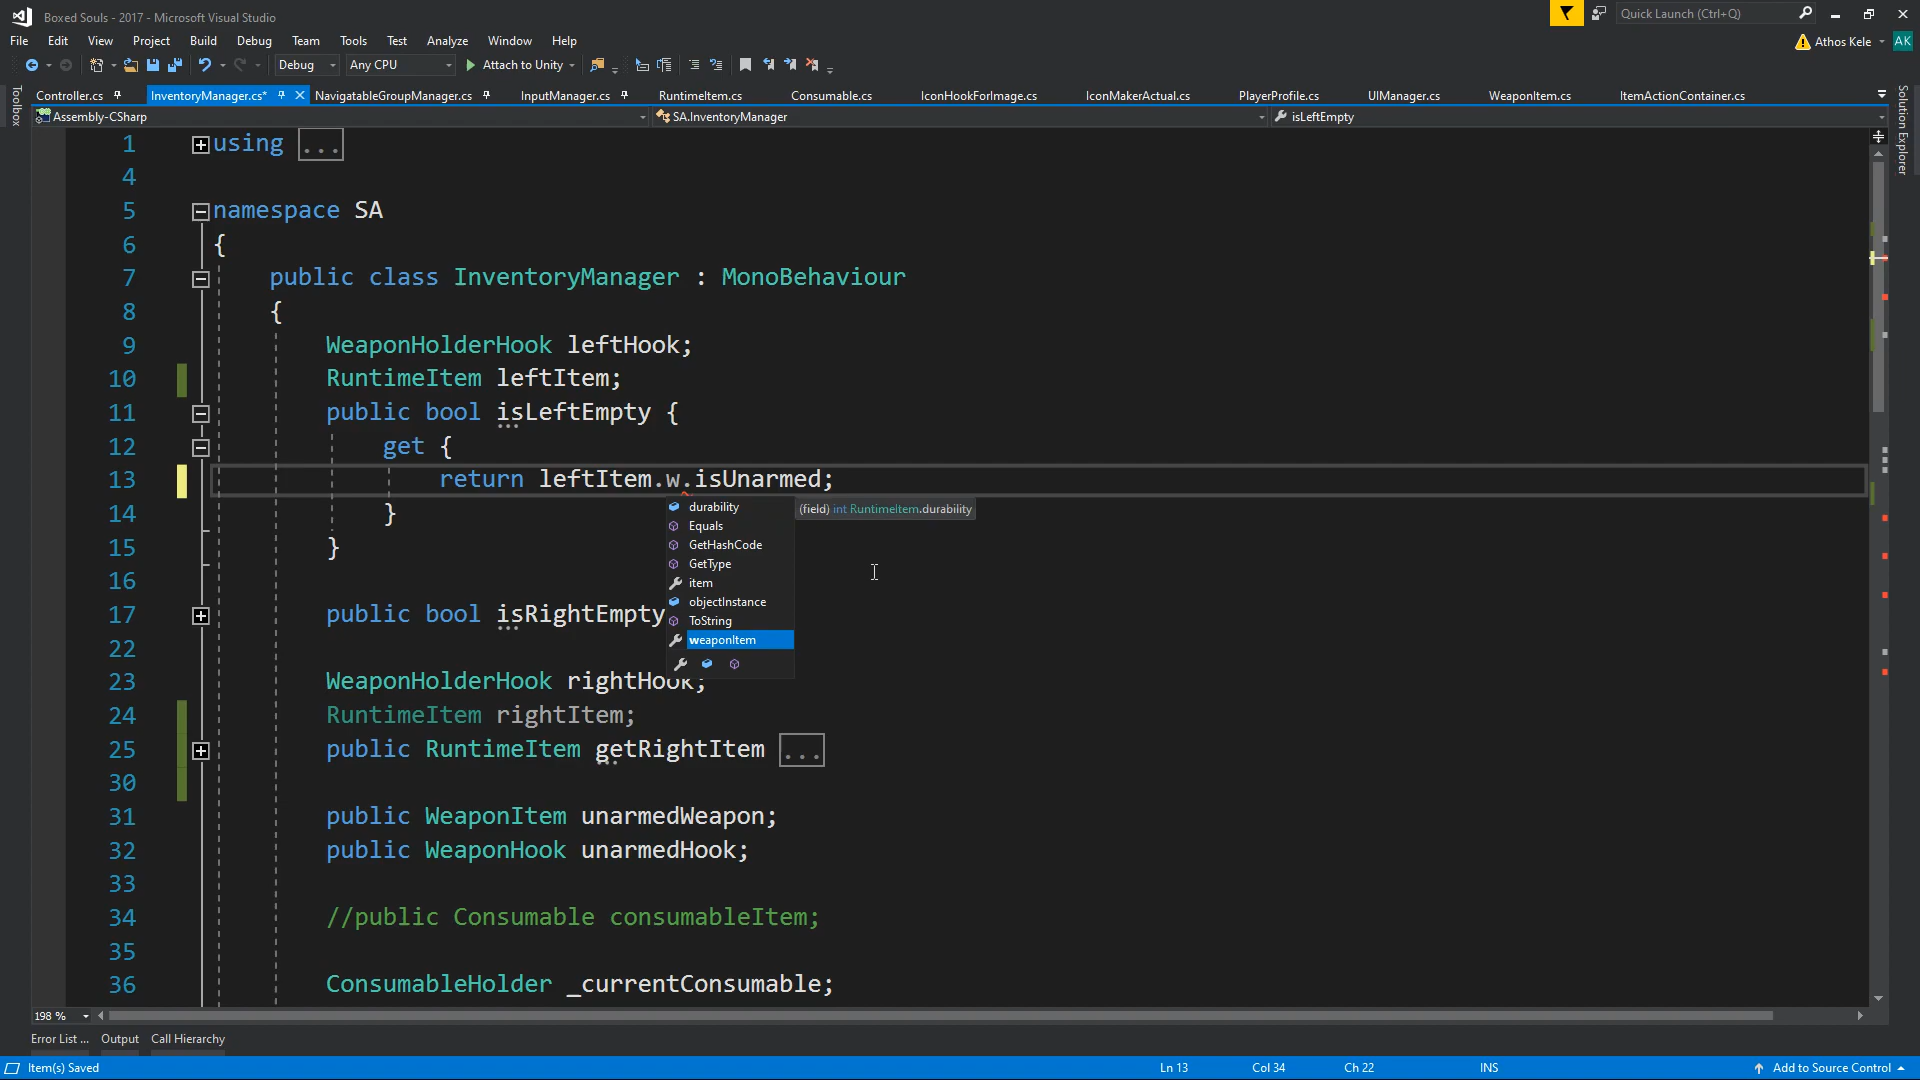 Boxed Souls - 2017 - Microsoft Visual Studio
Quick Launch (Ctrl+Q)
File Edit View Project Build Debug Team Tools Test Analyze Window Help
Athos Kele AK
Debug Any CPU Attach to Unity
Toolbox
Controller.cs InventoryManager.cs* NavigatableGroupManager.cs InputManager.cs RuntimeItem.cs Consumable.cs IconHookForImage.cs IconMakerActual.cs PlayerProfile.cs UIManager.cs WeaponItem.cs ItemActionContainer.cs
Solution Explorer
Assembly-CSharp SA.InventoryManager isLeftEmpty
1 using ...
4
5 namespace SA
6 {
7 public class InventoryManager : MonoBehaviour
8 {
9 WeaponHolderHook leftHook;
10 RuntimeItem leftItem;
11 public bool isLeftEmpty {
12 get {
13 return leftItem.w.isUnarmed;
durability
(field) int RuntimeItem.durability
14 }
Equals
GetHashCode
15 }
GetType
16
item
objectInstance
17 public bool isRightEmpty
ToString
22
weaponItem
23 WeaponHolderHook rightHook;
24 RuntimeItem rightItem;
25 public RuntimeItem getRightItem ...
30
31 public WeaponItem unarmedWeapon;
32 public WeaponHook unarmedHook;
33
34 //public Consumable consumableItem;
35
36 ConsumableHolder _currentConsumable;
198 %
Error List ... Output Call Hierarchy
Item(s) Saved Ln 13 Col 34 Ch 22 INS Add to Source Control